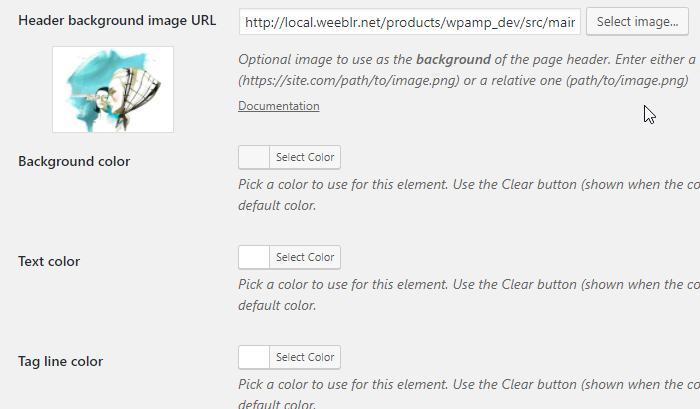 Header background image URL
http://local.weeblr.net/products/wpamp_dev/src/mair
Select image...
Optional image to use as the background of the page header. Enter either a
(https://site.com/path/to/image.png) or a relative one (path/to/image.png)
Documentation
Background color
Select Color
Pick a color to use for this element. Use the Clear button (shown when the co
default color.
Text color
Select Color
Pick a color to use for this element. Use the Clear button (shown when the co
default color.
Tag line color
Select Color
Pick a color to use for this element. Use the Clear button (shown when the co
default color.